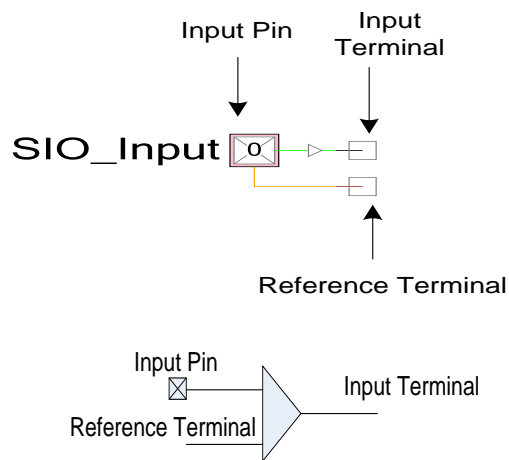 Input Pin
Input
Terminal
SIO_Input
0
Reference Terminal
Input Pin
Input Terminal
Reference Terminal